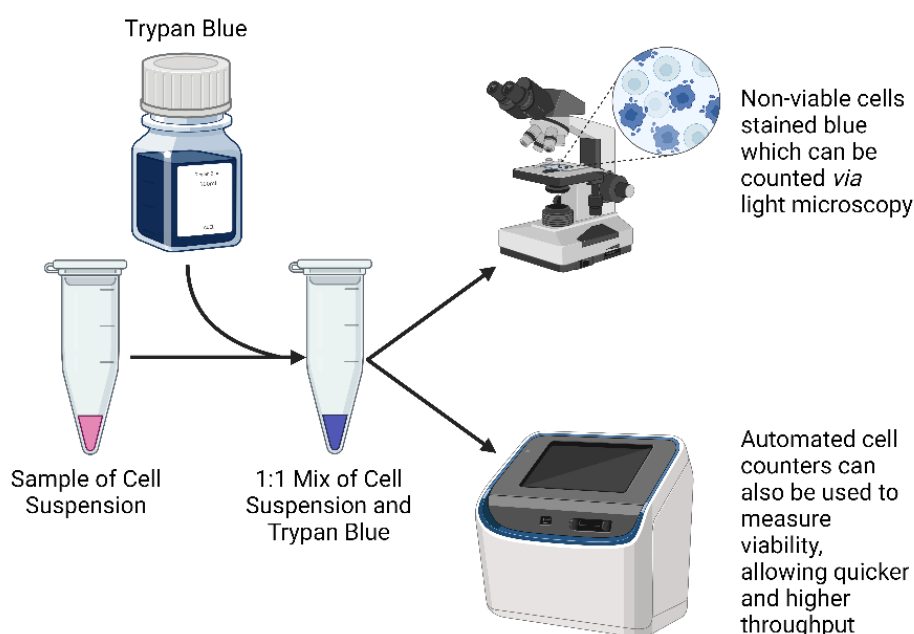 Trypan Blue
Non-viable cells
stained blue
which can be
counted via
light microscopy
Sample of Cell
Suspension
1:1 Mix of Cell
Suspension and
Trypan Blue
Automated cell
counters can
also be used to
measure
viability,
allowing quicker
and higher
throughput